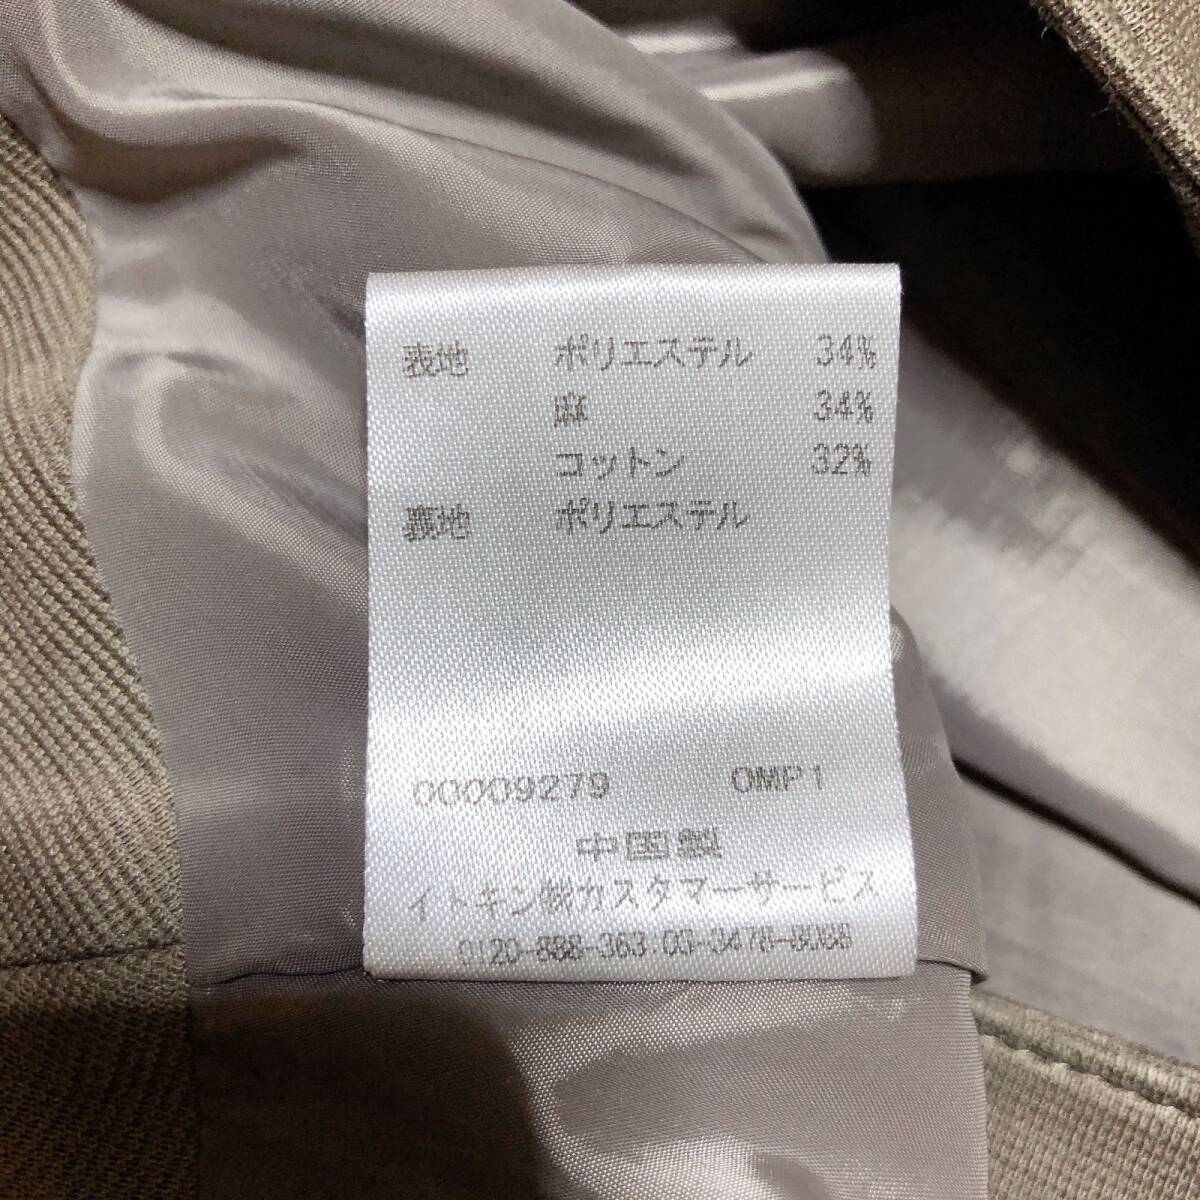 表地 ポリエステル 34%
麻 34%
コットン 32%
裏地 ポリエステル
00009279 OMP1
中国製
イトキン㈱カスタマーサービス
0120-888-363:03-3478-8088